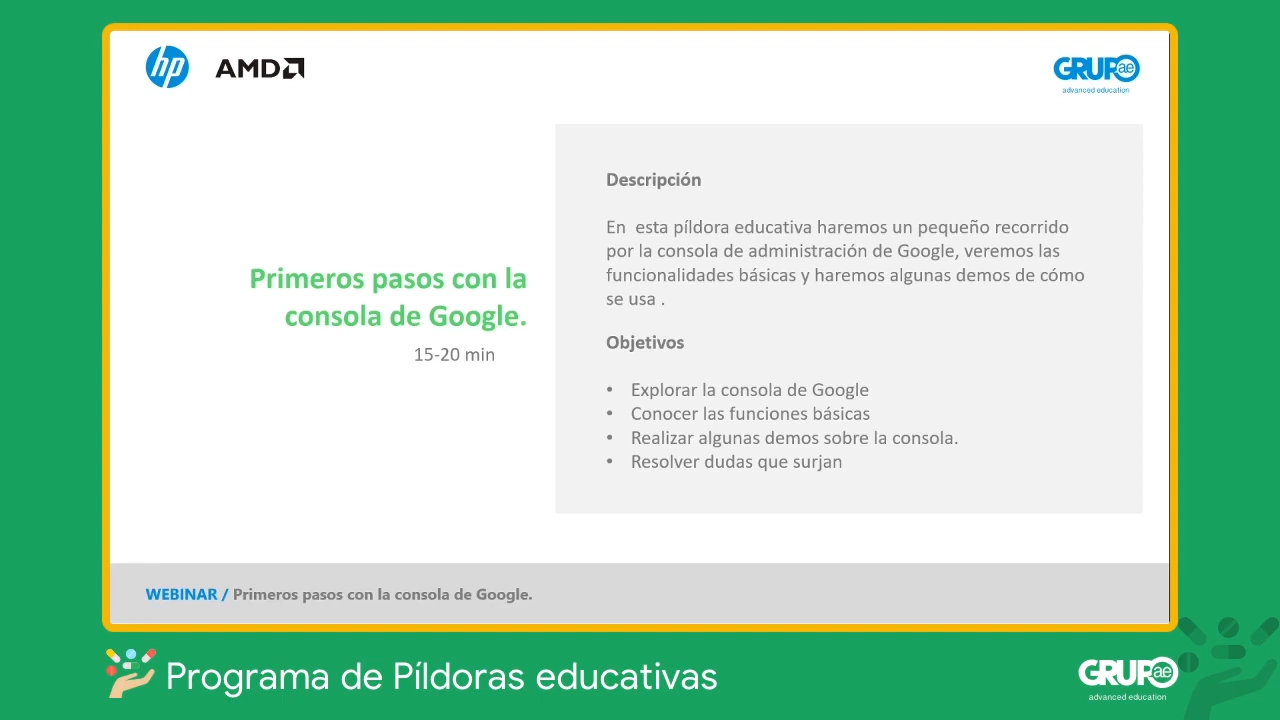 hp AMD
GRUPO ae
advanced education
Primeros pasos con la
consola de Google.
15-20 min
Descripción
En esta píldora educativa haremos un pequeño recorrido
por la consola de administración de Google, veremos las
funcionalidades básicas y haremos algunas demos de cómo
se usa .
Objetivos
• Explorar la consola de Google
• Conocer las funciones básicas
• Realizar algunas demos sobre la consola.
• Resolver dudas que surjan
WEBINAR / Primeros pasos con la consola de Google.
Programa de Píldoras educativas
GRUPO ae
advanced education